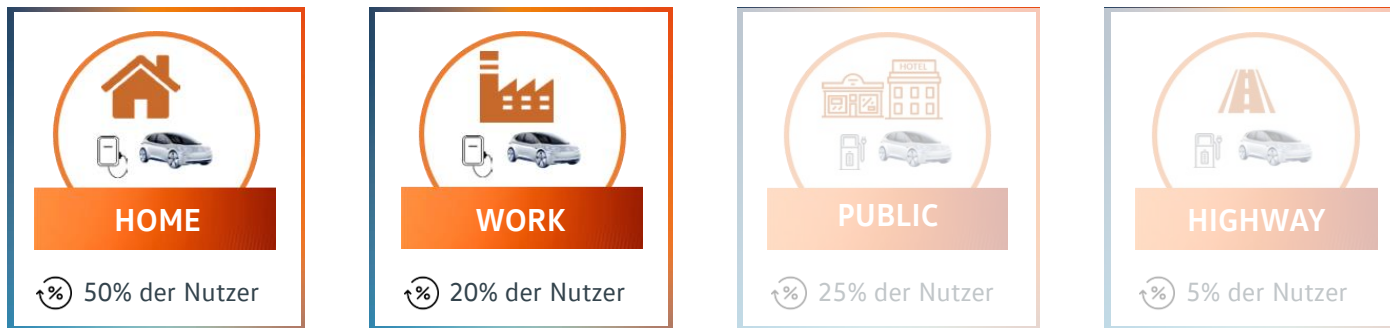 HOME
50% der Nutzer
WORK
20% der Nutzer
HOTEL
PUBLIC
25% der Nutzer
HIGHWAY
5% der Nutzer